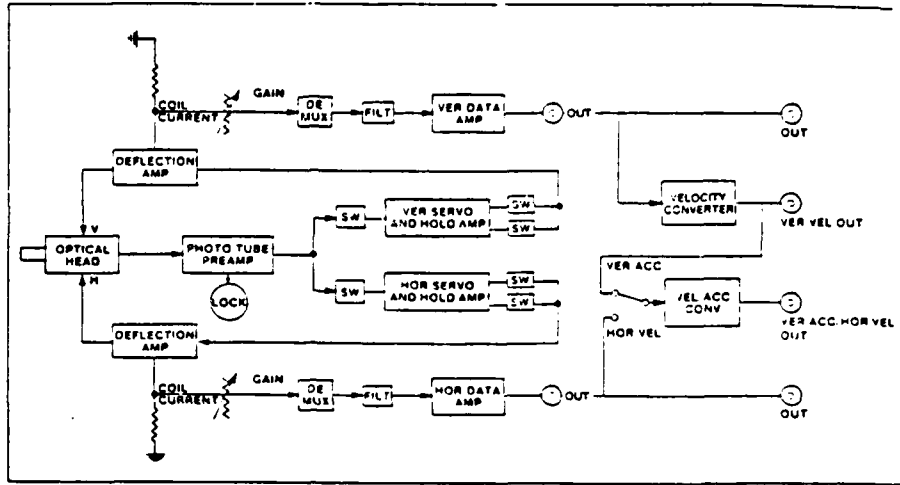 COIL
CURRENT
GAIN
DE
MUX
FILT
VER DATA
AMP
OUT
OUT
DEFLECTION
AMP
VELOCITY
CONVERTER
VER VEL OUT
SW
VER SERVO
AND HOLD AMP
SW
SW
V
OPTICAL
HEAD
H
PHOTO TUBE
PREAMP
LOCK
SW
HOR SERVO
AND HOLD AMP
SW
SW
VER ACC
HOR VEL
VEL ACC
CONV
VER ACC/HOR VEL
OUT
DEFLECTION
AMP
COIL
CURRENT
GAIN
DE
MUX
FILT
HOR DATA
AMP
OUT
OUT